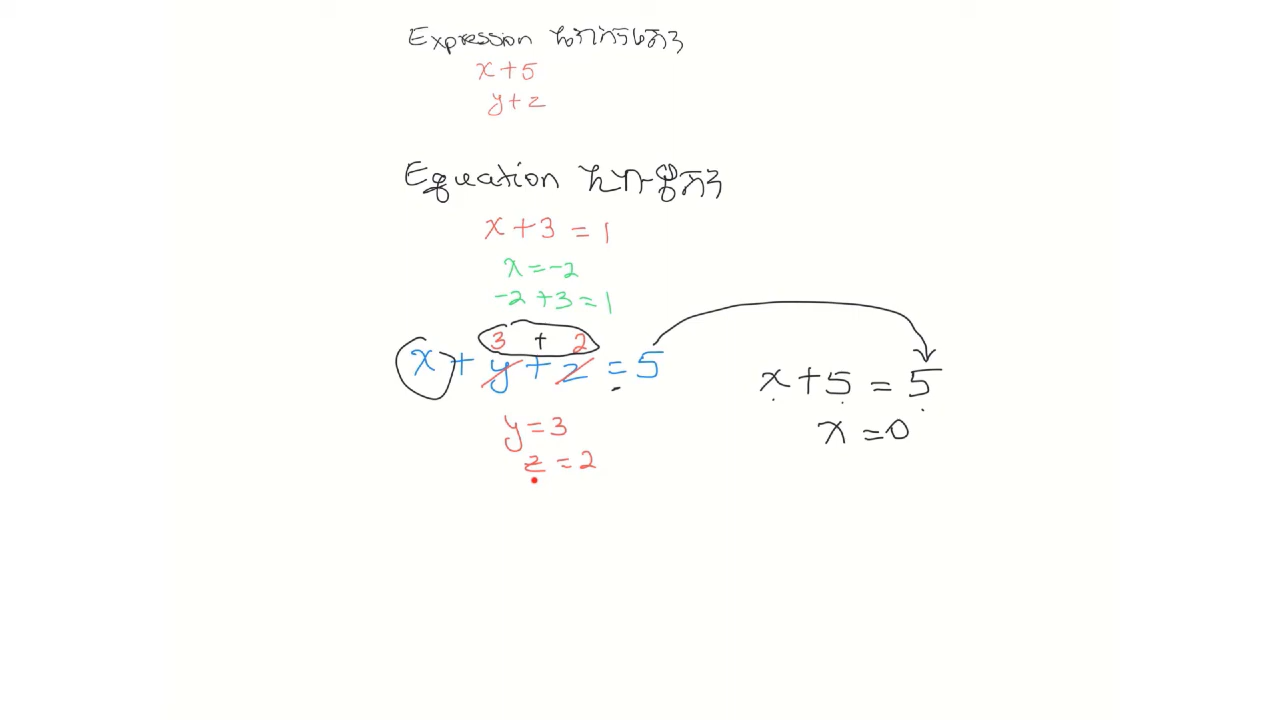 Expression
x + 5
y + z
Equation
x + 3 = 1
x = -2
-2 + 3 = 1
3 + 2
x + y + z = 5
x + 5 = 5
y = 3
x = 0
z = 2